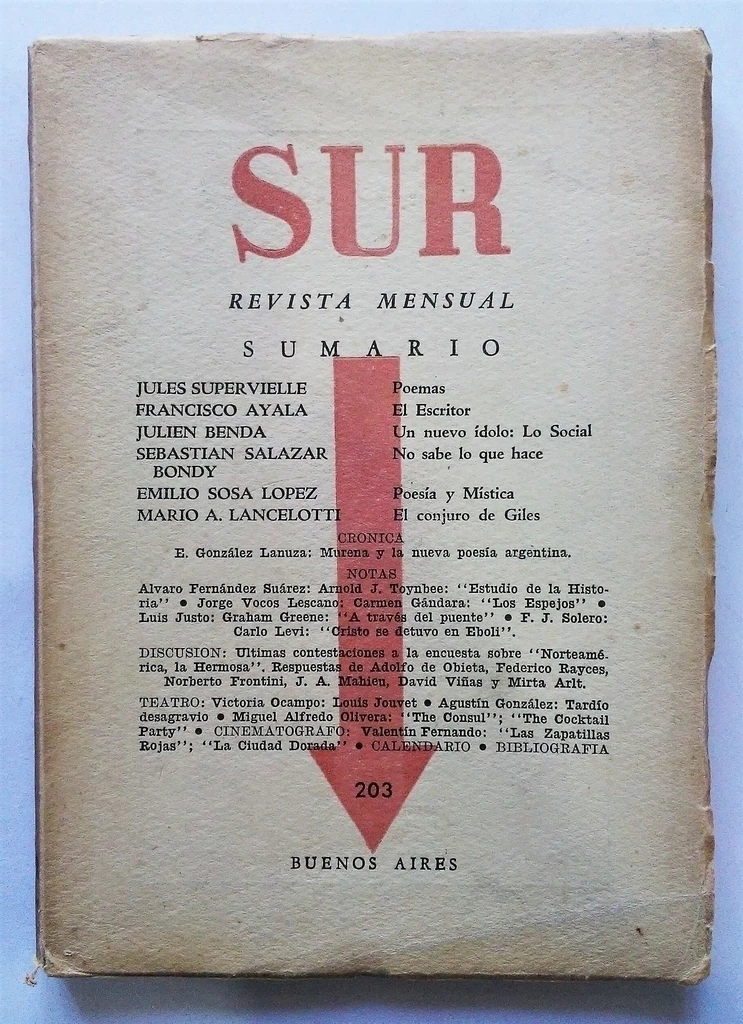 SUR
REVISTA MENSUAL
SUMARIO
JULES SUPERVIELLE Poemas
FRANCISCO AYALA El Escritor
JULIEN BENDA Un nuevo ídolo: Lo Social
SEBASTIAN SALAZAR No sabe lo que hace
BONDY
EMILIO SOSA LOPEZ Poesía y Mística
MARIO A. LANCELOTTI El conjuro de Giles
CRONICA
E. González Lanuza: Murena y la nueva poesía argentina.
NOTAS
Alvaro Fernández Suárez: Arnold J. Toynbee: "Estudio de la Histo-
ria" ● Jorge Vocos Lescano: Carmen Gándara: "Los Espejos" ●
Luis Justo: Graham Greene: "A través del puente" ● F. J. Solero:
Carlo Levi: "Cristo se detuvo en Eboli".
DISCUSION: Ultimas contestaciones a la encuesta sobre "Norteamé-
rica, la Hermosa". Respuestas de Adolfo de Obieta, Federico Rayces,
Norberto Frontini, J. A. Mahieu, David Viñas y Mirta Arlt.
TEATRO: Victoria Ocampo: Louis Jouvet ● Agustín González: Tardío
desagravio ● Miguel Alfredo Olivera: "The Consul"; "The Cocktail
Party" ● CINEMATOGRAFO: Valentín Fernando: "Las Zapatillas
Rojas"; "La Ciudad Dorada" ● CALENDARIO ● BIBLIOGRAFIA
203
BUENOS AIRES